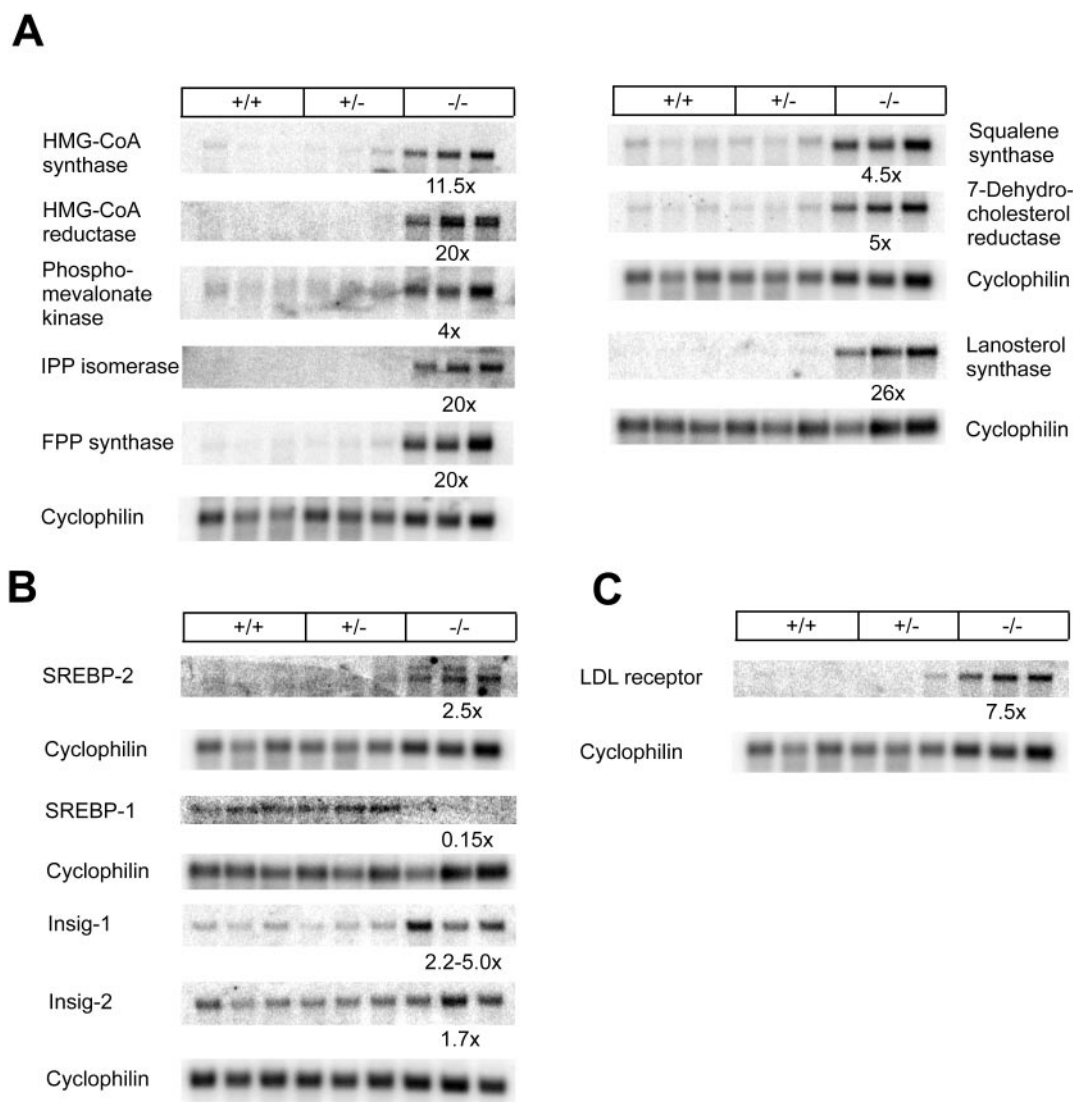 A
+/+ +/- -/-
HMG-CoA
synthase
11.5x
HMG-CoA
reductase
20x
Phospho-
mevalonate
kinase
4x
IPP isomerase
20x
FPP synthase
20x
Cyclophilin
+/+ +/- -/-
Squalene
synthase
4.5x
7-Dehydro-
cholesterol
reductase
5x
Cyclophilin
Lanosterol
synthase
26x
Cyclophilin
B
+/+ +/- -/-
SREBP-2
2.5x
Cyclophilin
SREBP-1
0.15x
Cyclophilin
Insig-1
2.2-5.0x
Insig-2
1.7x
Cyclophilin
C
+/+ +/- -/-
LDL receptor
7.5x
Cyclophilin